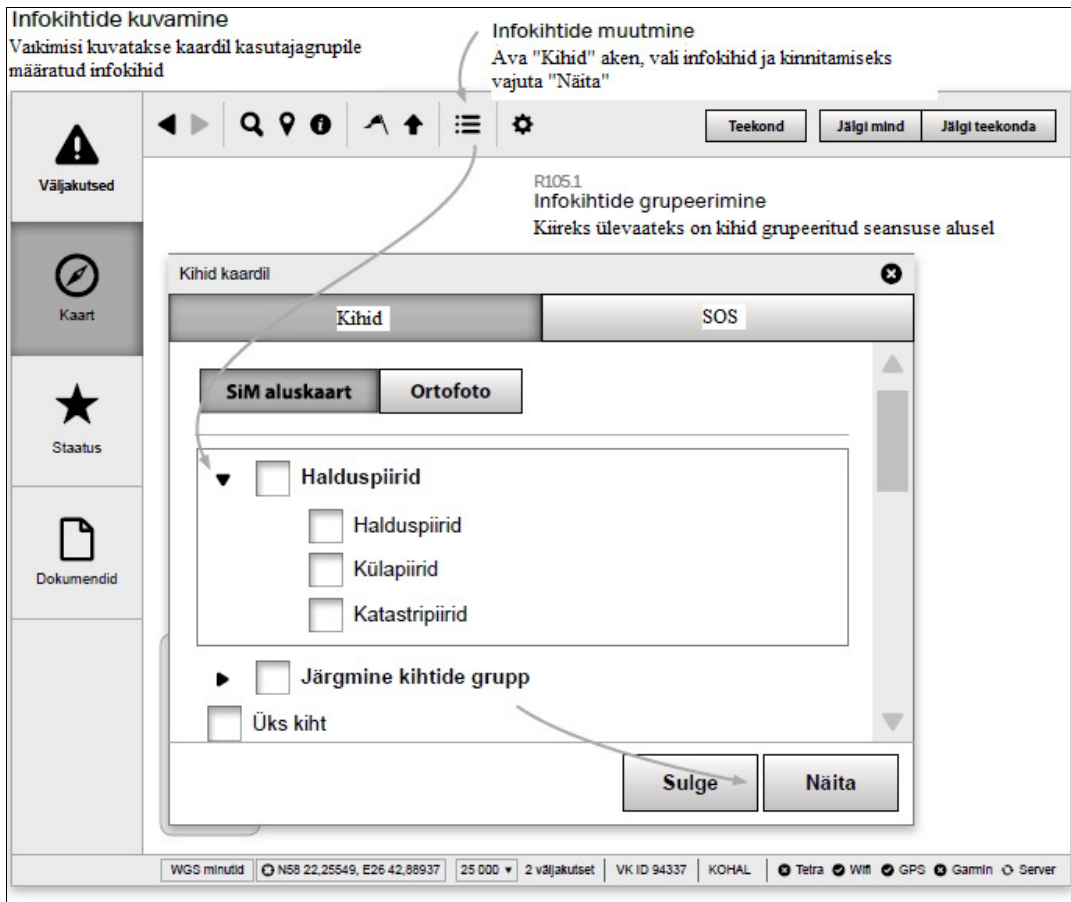 Infokihtide kuvamine
Vaikimisi kuvatakse kaardil kasutajagrupile
määratud infokihid
Infokihtide muutmine
Ava "Kihid" aken, vali infokihid ja kinnitamiseks
vajuta "Näita"
Teekond
Jälgi mind
Jälgi teekonda
Väljakutsed
R105.1
Infokihtide grupeerimine
Kiireks ülevaateks on kihid grupeeritud seansuse alusel
Kaart
Kihid kaardil
Kihid
SOS
SiM aluskaart
Ortofoto
Staatus
Halduspiirid
Halduspiirid
Külapiirid
Katastripiirid
Dokumendid
Järgmine kihtide grupp
Üks kiht
Sulge
Näita
WGS minutid N58 22,25549, E26 42,88937 25 000 2 väljakutset VK ID 94337 KOHAL Tetra Wifi GPS Garmin Server